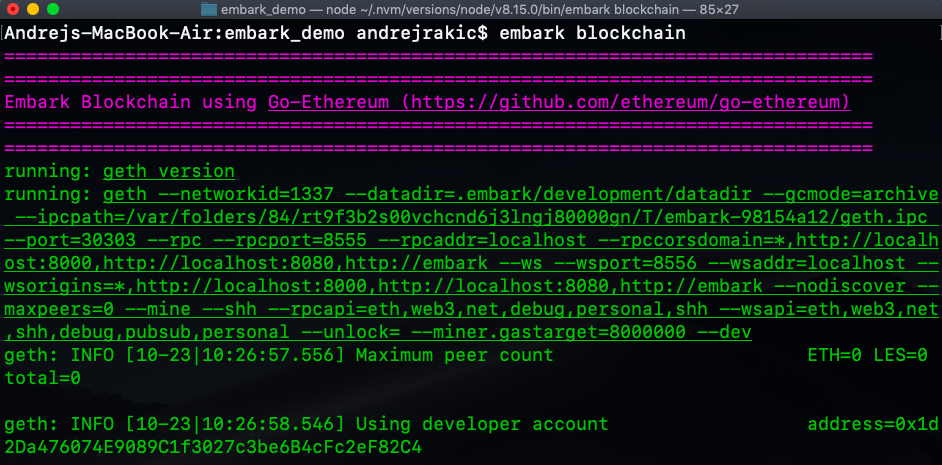 embark_demo — node ~/.nvm/versions/node/v8.15.0/bin/embark blockchain — 85×27
[Andrejs-MacBook-Air:embark_demo andrejrakic$ embark blockchain ]
===============================================================================
===============================================================================
Embark Blockchain using Go-Ethereum (https://github.com/ethereum/go-ethereum)
===============================================================================
===============================================================================
running: geth version
running: geth --networkid=1337 --datadir=.embark/development/datadir --gcmode=archive
 --ipcpath=/var/folders/84/rt9f3b2s00vchcnd6j3lngj80000gn/T/embark-98154a12/geth.ipc
--port=30303 --rpc --rpcport=8555 --rpcaddr=localhost --rpccorsdomain=*,http://localh
ost:8000,http://localhost:8080,http://embark --ws --wsport=8556 --wsaddr=localhost --
wsorigins=*,http://localhost:8000,http://localhost:8080,http://embark --nodiscover --
maxpeers=0 --mine --shh --rpcapi=eth,web3,net,debug,personal,shh --wsapi=eth,web3,net
,shh,debug,pubsub,personal --unlock= --miner.gastarget=8000000 --dev
geth: INFO [10-23|10:26:57.556] Maximum peer count                       ETH=0 LES=0
total=0
geth: INFO [10-23|10:26:58.546] Using developer account                  address=0x1d
2Da476074E9089C1f3027c3be6B4cFc2eF82C4